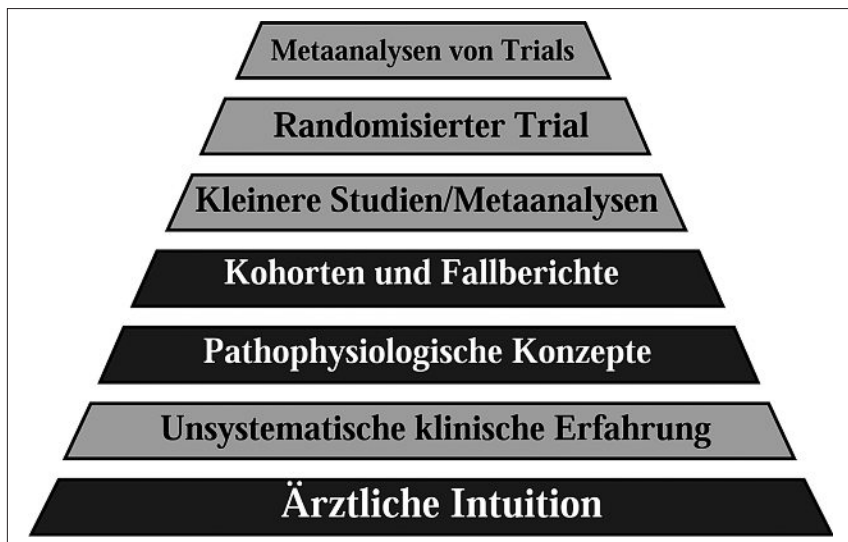 Metaanalysen von Trials
Randomisierter Trial
Kleinere Studien/Metaanalysen
Kohorten und Fallberichte
Pathophysiologische Konzepte
Unsystematische klinische Erfahrung
Ärztliche Intuition